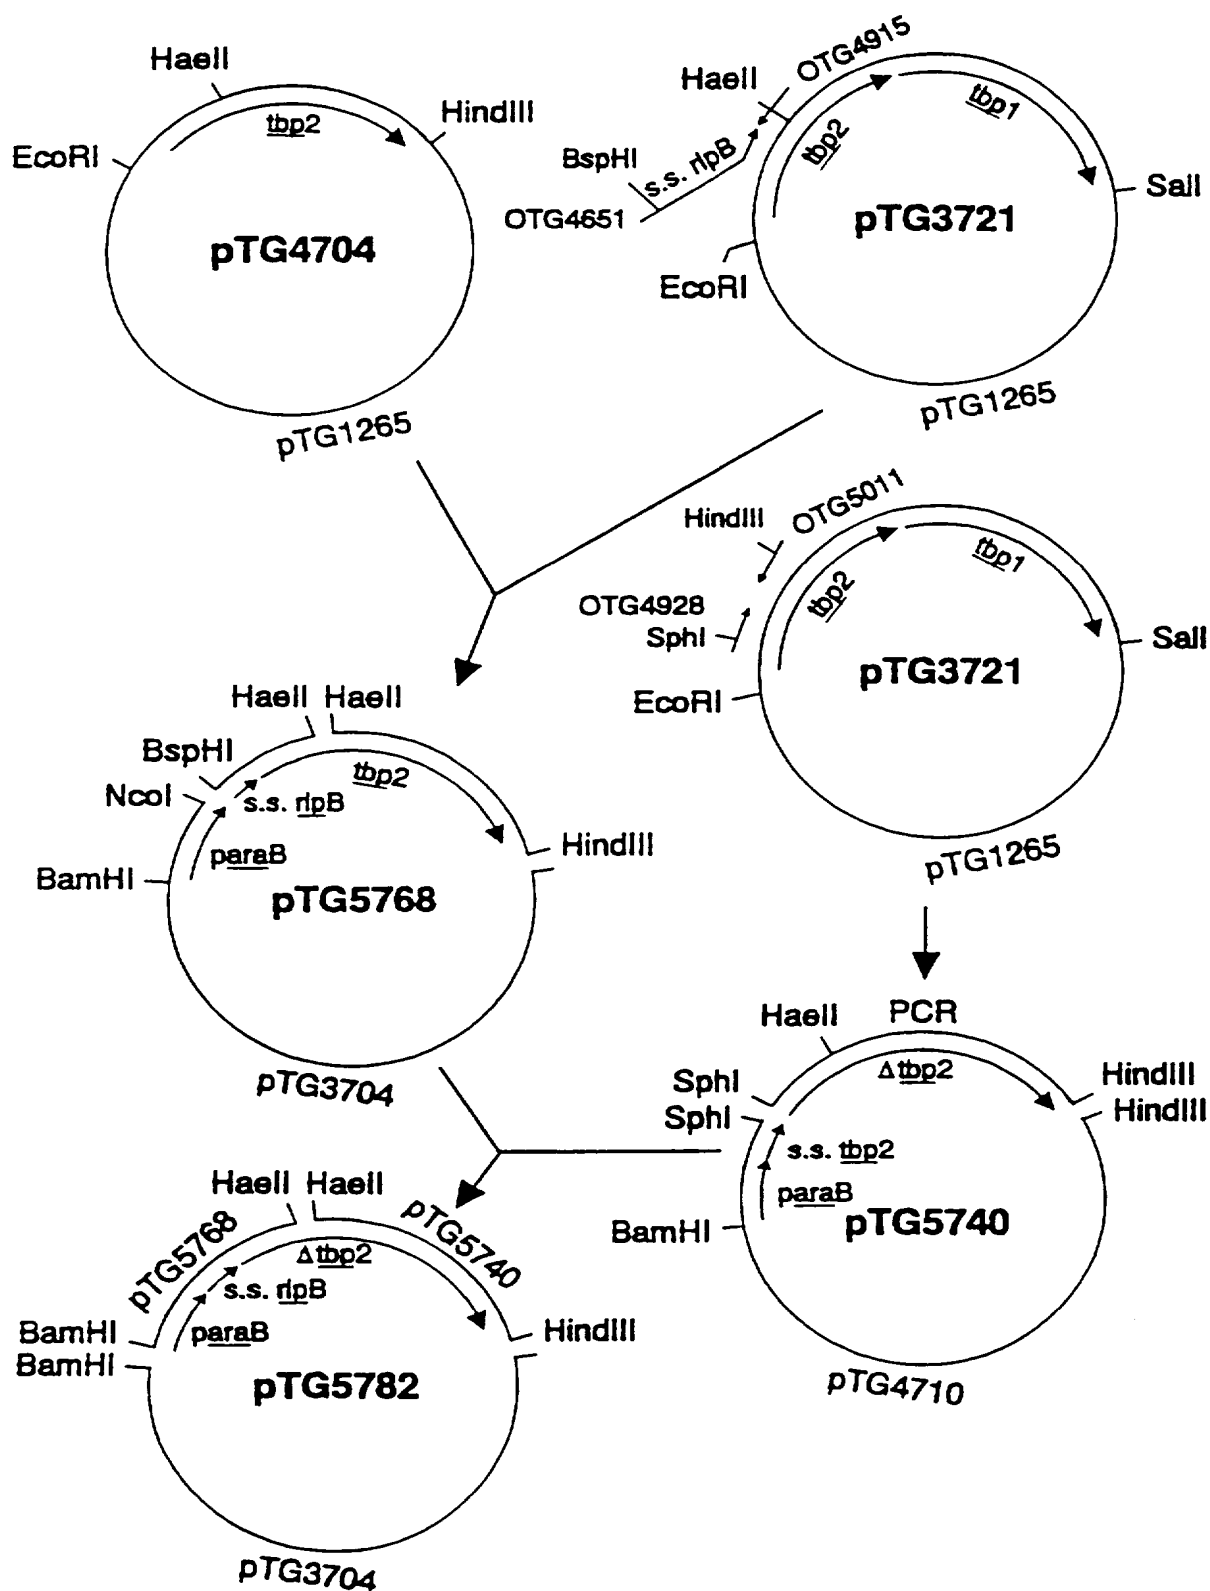 HaeII
tbp2
HindIII
EcoRI
pTG4704
pTG1265
OTG4915
HaeII
tbp1
BspHI
s.s. rlpB
tbp2
SalI
OTG4651
pTG3721
EcoRI
pTG1265
OTG5011
HindIII
tbp1
OTG4928
tbp2
SphI
SalI
pTG3721
EcoRI
pTG1265
HaeII HaeII
BspHI
tbp2
NcoI
s.s. rlpB
HindIII
paraB
BamHI
pTG5768
pTG3704
PCR
HaeII
Δtbp2
SphI
HindIII
SphI
HindIII
s.s. tbp2
paraB
BamHI
pTG5740
pTG4710
HaeII HaeII
pTG5768
pTG5740
Δtbp2
s.s. rlpB
BamHI
paraB
HindIII
BamHI
pTG5782
pTG3704